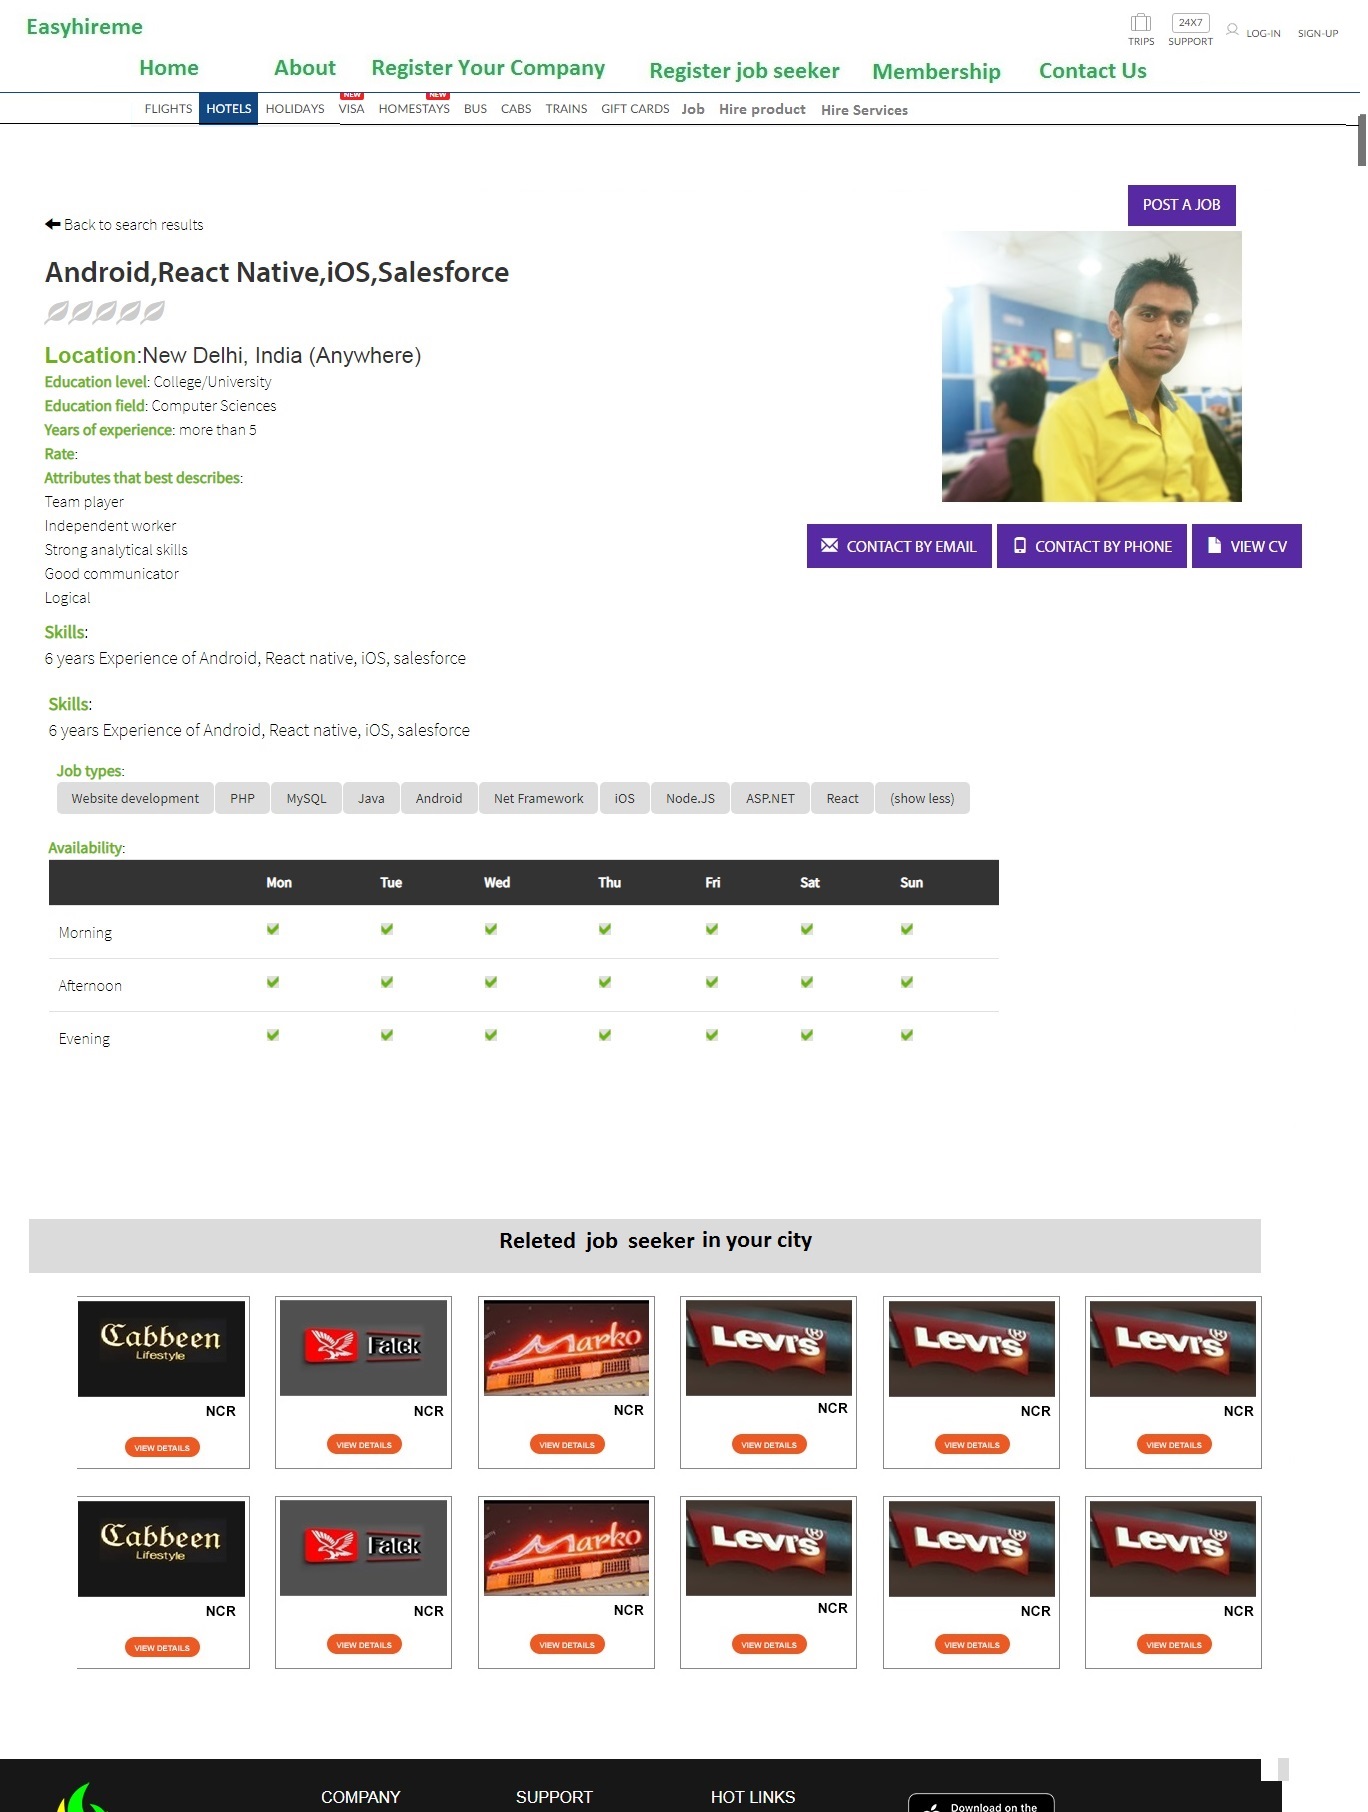 Easyhireme
24X7
TRIPS SUPPORT LOG-IN SIGN-UP
Home About Register Your Company Register job seeker Membership Contact Us
NEW NEW
FLIGHTS HOTELS HOLIDAYS VISA HOMESTAYS BUS CABS TRAINS GIFT CARDS Job Hire product Hire Services
POST A JOB
Back to search results
Android,React Native,iOS,Salesforce
Location:New Delhi, India (Anywhere)
Education level: College/University
Education field: Computer Sciences
Years of experience: more than 5
Rate:
Attributes that best describes:
Team player
Independent worker
Strong analytical skills
Good communicator
Logical
CONTACT BY EMAIL CONTACT BY PHONE VIEW CV
Skills:
6 years Experience of Android, React native, iOS, salesforce
Skills:
6 years Experience of Android, React native, iOS, salesforce
Job types:
Website development PHP MySQL Java Android Net Framework iOS Node.JS ASP.NET React (show less)
Availability:
Mon Tue Wed Thu Fri Sat Sun
Morning
Afternoon
Evening
Releted job seeker in your city
Cabbeen Falck Marko Levi's® Levi's® Levi's®
Lifestyle
NCR NCR NCR NCR NCR NCR
VIEW DETAILS VIEW DETAILS VIEW DETAILS VIEW DETAILS VIEW DETAILS VIEW DETAILS
Cabbeen Falck Marko Levi's® Levi's® Levi's®
Lifestyle
NCR NCR NCR NCR NCR NCR
VIEW DETAILS VIEW DETAILS VIEW DETAILS VIEW DETAILS VIEW DETAILS VIEW DETAILS
COMPANY SUPPORT HOT LINKS
Download on the